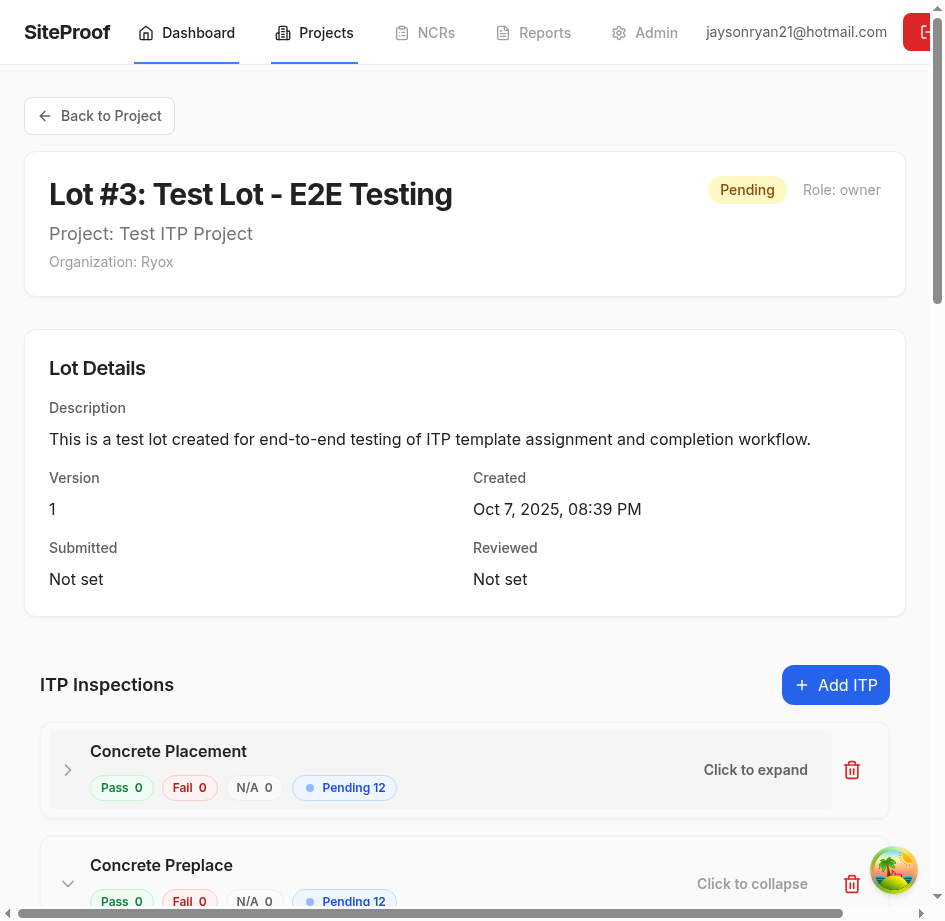 SiteProof Dashboard Projects NCRs Reports Admin jaysonryan21@hotmail.com
Back to Project
Lot #3: Test Lot - E2E Testing
Pending Role: owner
Project: Test ITP Project
Organization: Ryox
Lot Details
Description
This is a test lot created for end-to-end testing of ITP template assignment and completion workflow.
Version Created
1 Oct 7, 2025, 08:39 PM
Submitted Reviewed
Not set Not set
ITP Inspections Add ITP
Concrete Placement
Click to expand
Pass 0 Fail 0 N/A 0 Pending 12
Concrete Preplace
Click to collapse
Pass 0 Fail 0 N/A 0 Pending 12